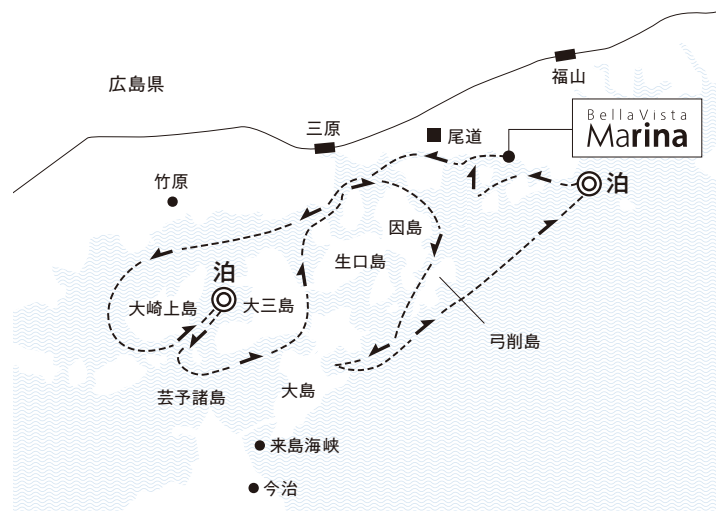 福山
広島県
BellaVista
Marina
三原
尾道
竹原
泊
因島
生口島
泊
大崎上島
大三島
弓削島
大島
芸予諸島
来島海峡
今治